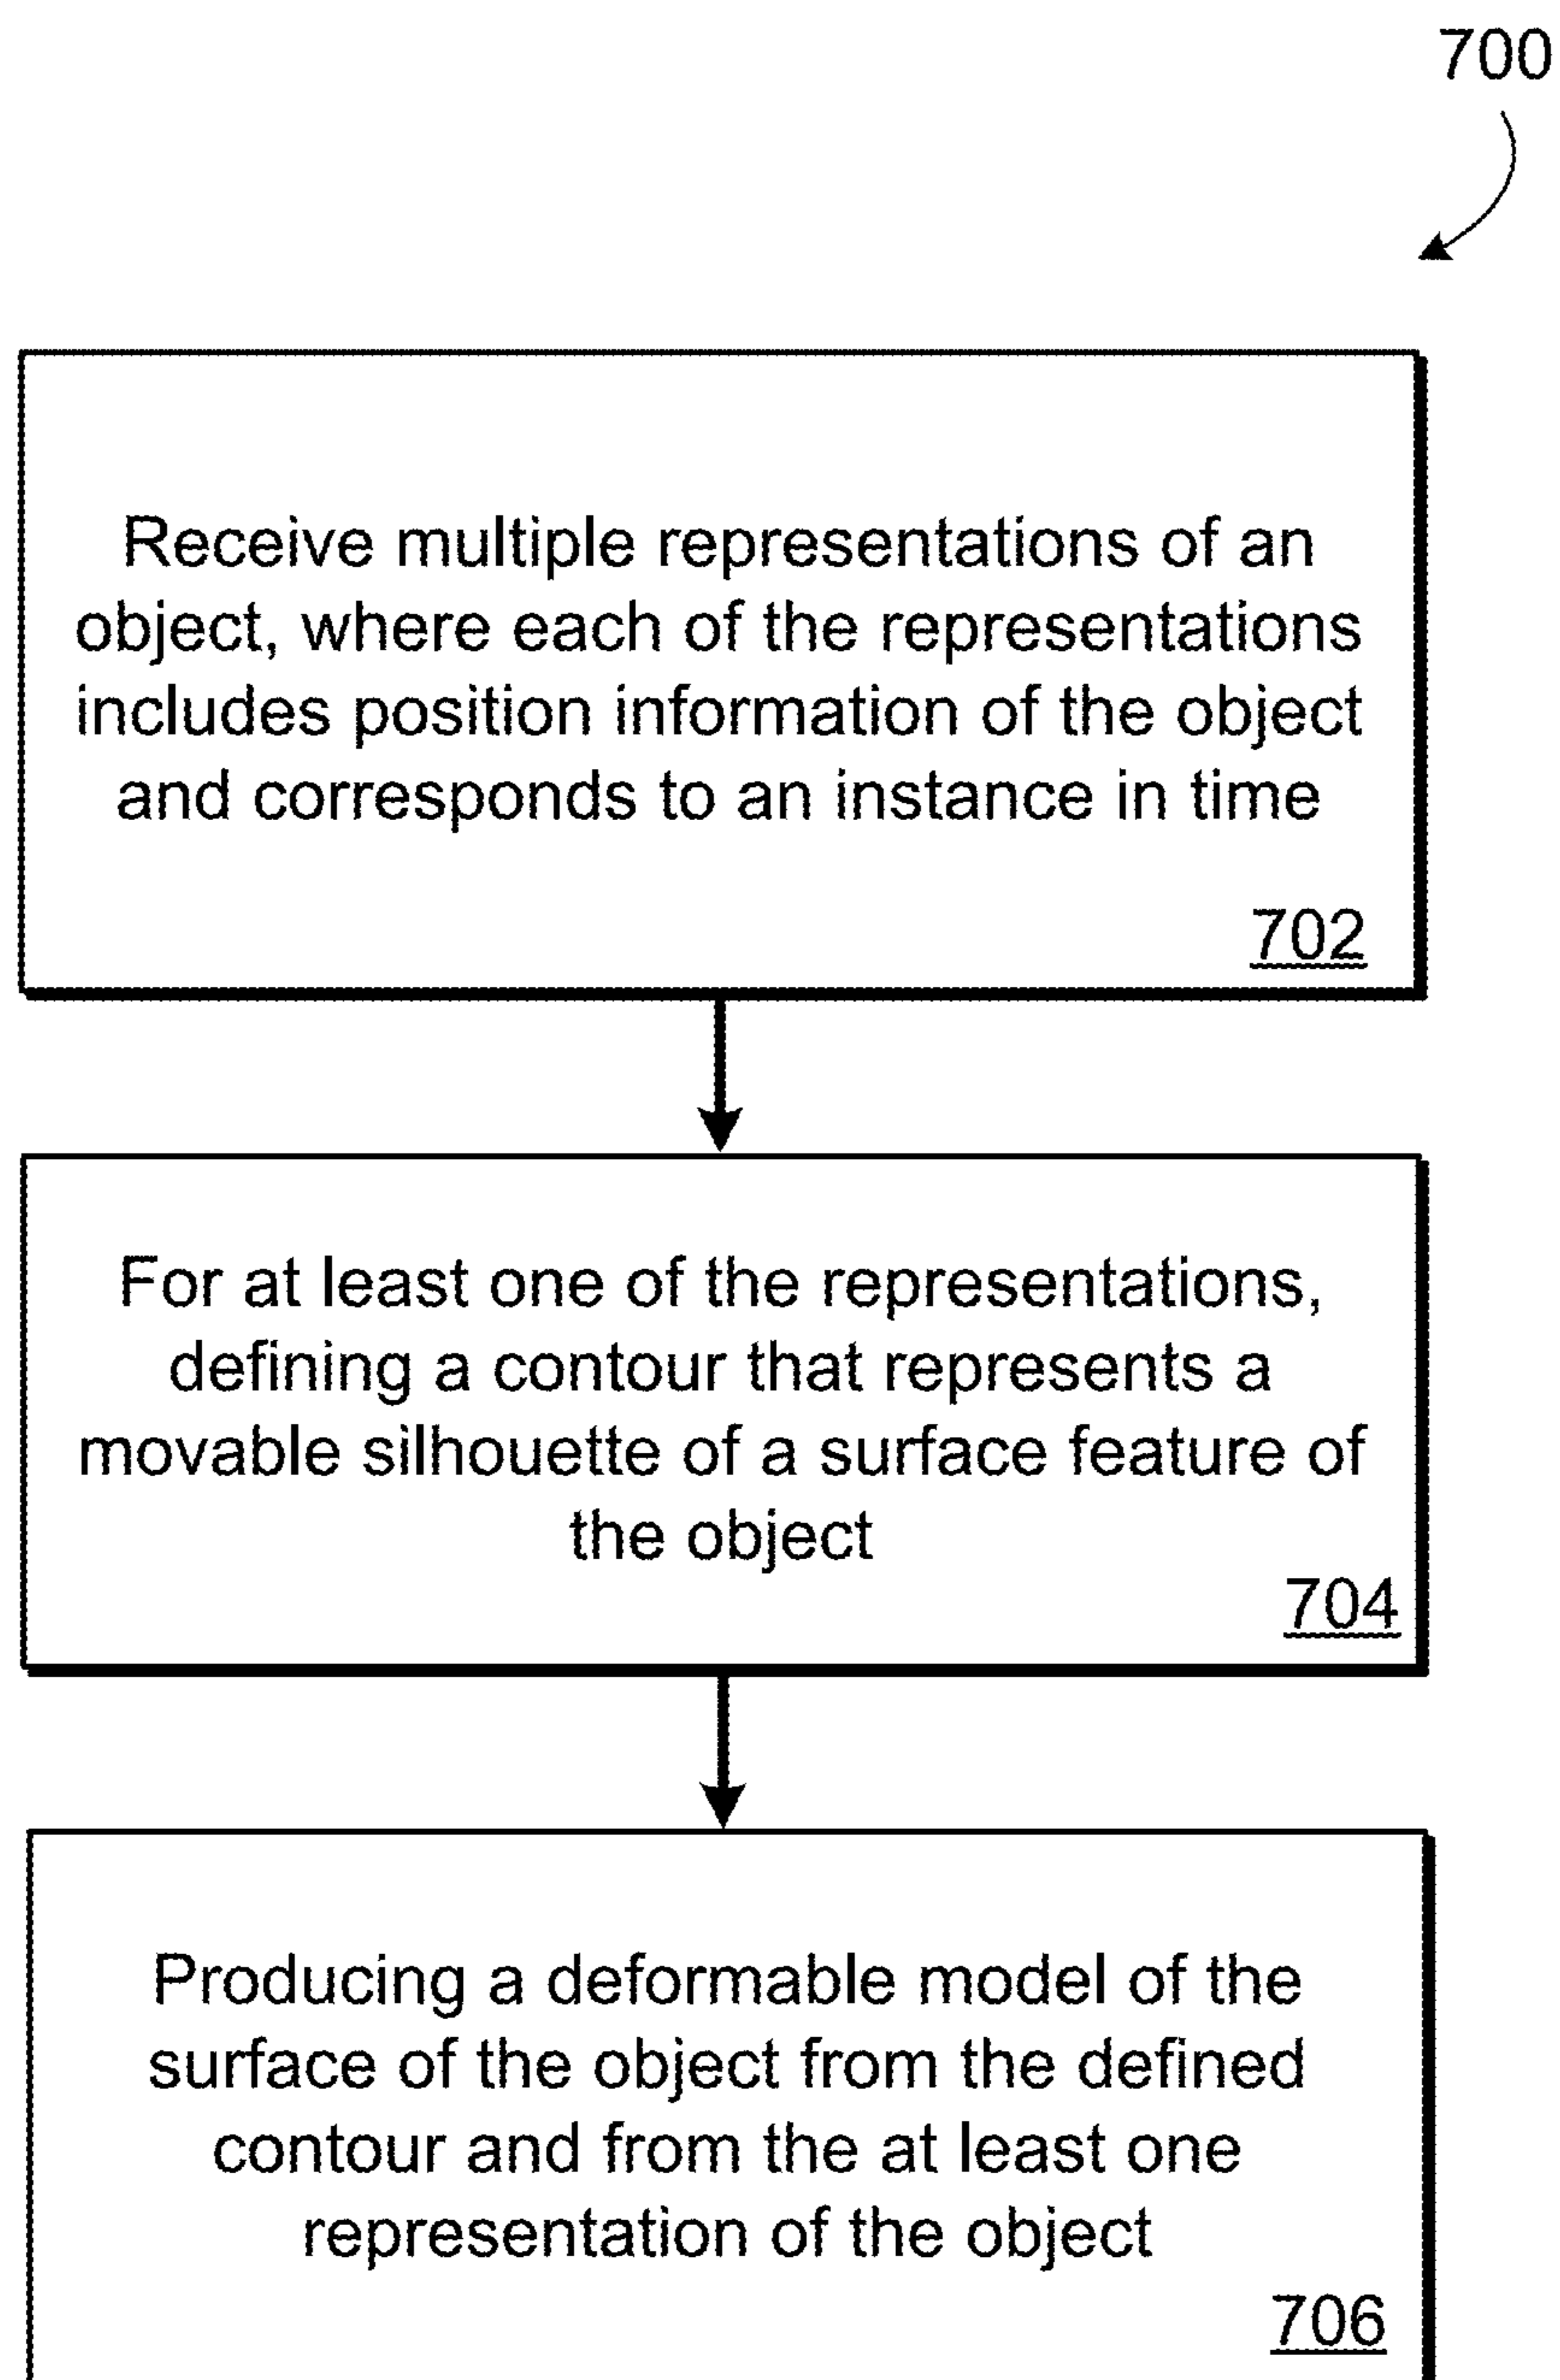 700
Receive multiple representations of an
object, where each of the representations
includes position information of the object
and corresponds to an instance in time
702
For at least one of the representations,
defining a contour that represents a
movable silhouette of a surface feature of
the object
704
Producing a deformable model of the
surface of the object from the defined
contour and from the at least one
representation of the object
706